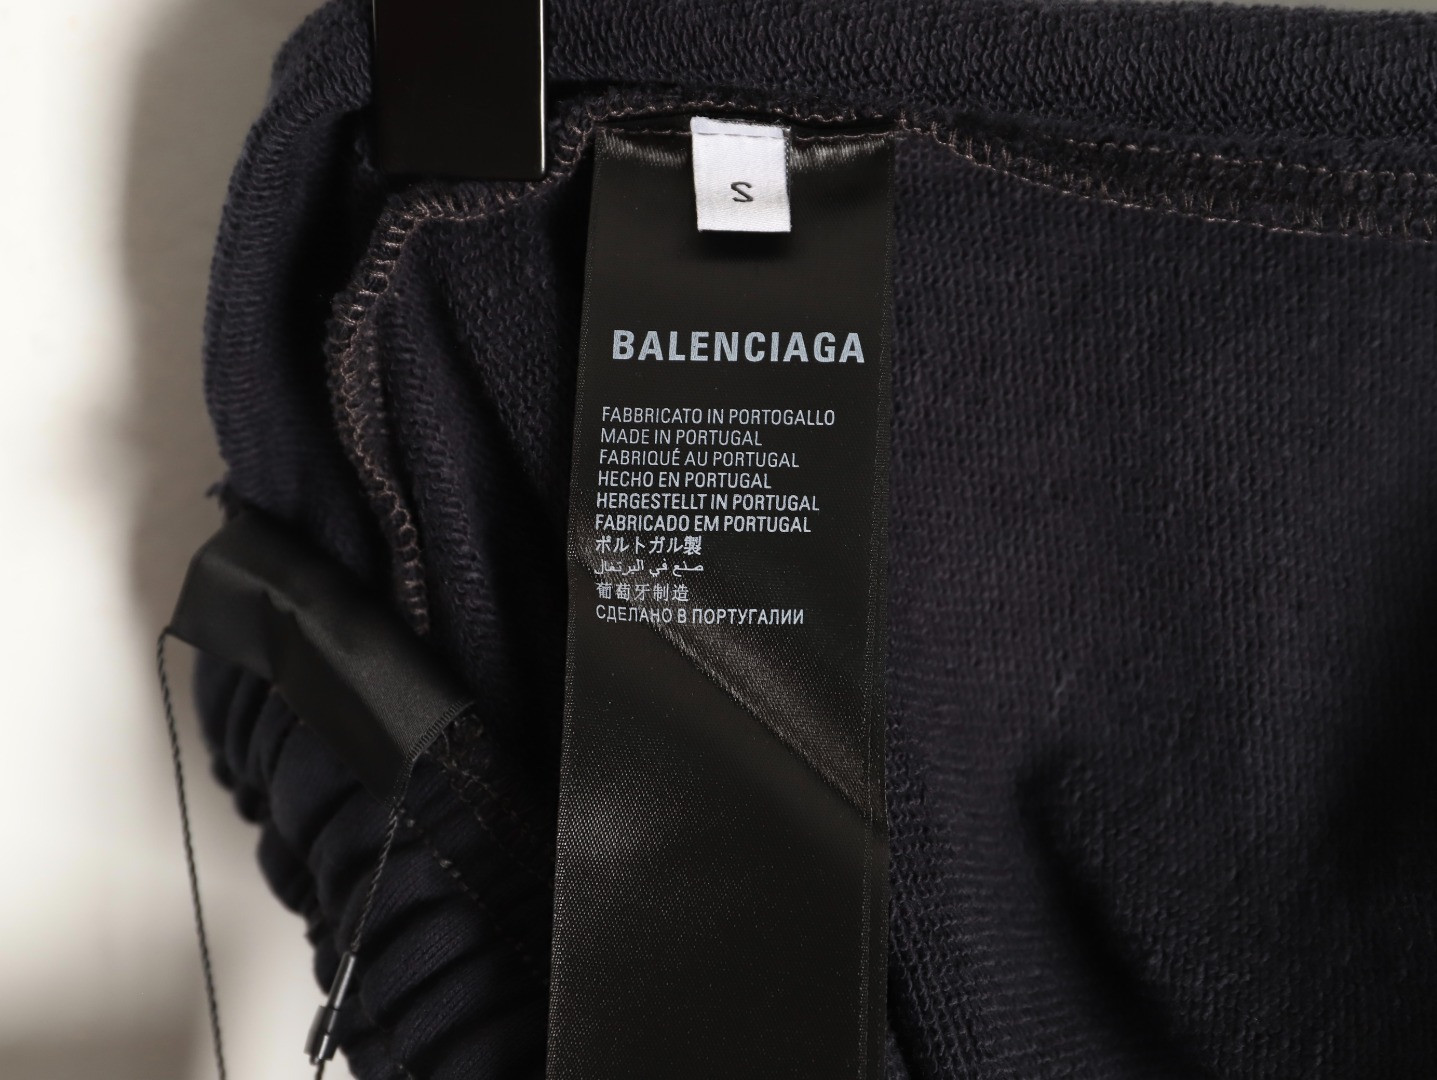 S
BALENCIAGA
FABBRICATO IN PORTOGALLO
MADE IN PORTUGAL
FABRIQUÉ AU PORTUGAL
HECHO EN PORTUGAL
HERGESTELLT IN PORTUGAL
FABRICADO EM PORTUGAL
ポルトガル製
صنع في البرتغال
葡萄牙制造
СДЕЛАНО В ПОРТУГАЛИИ